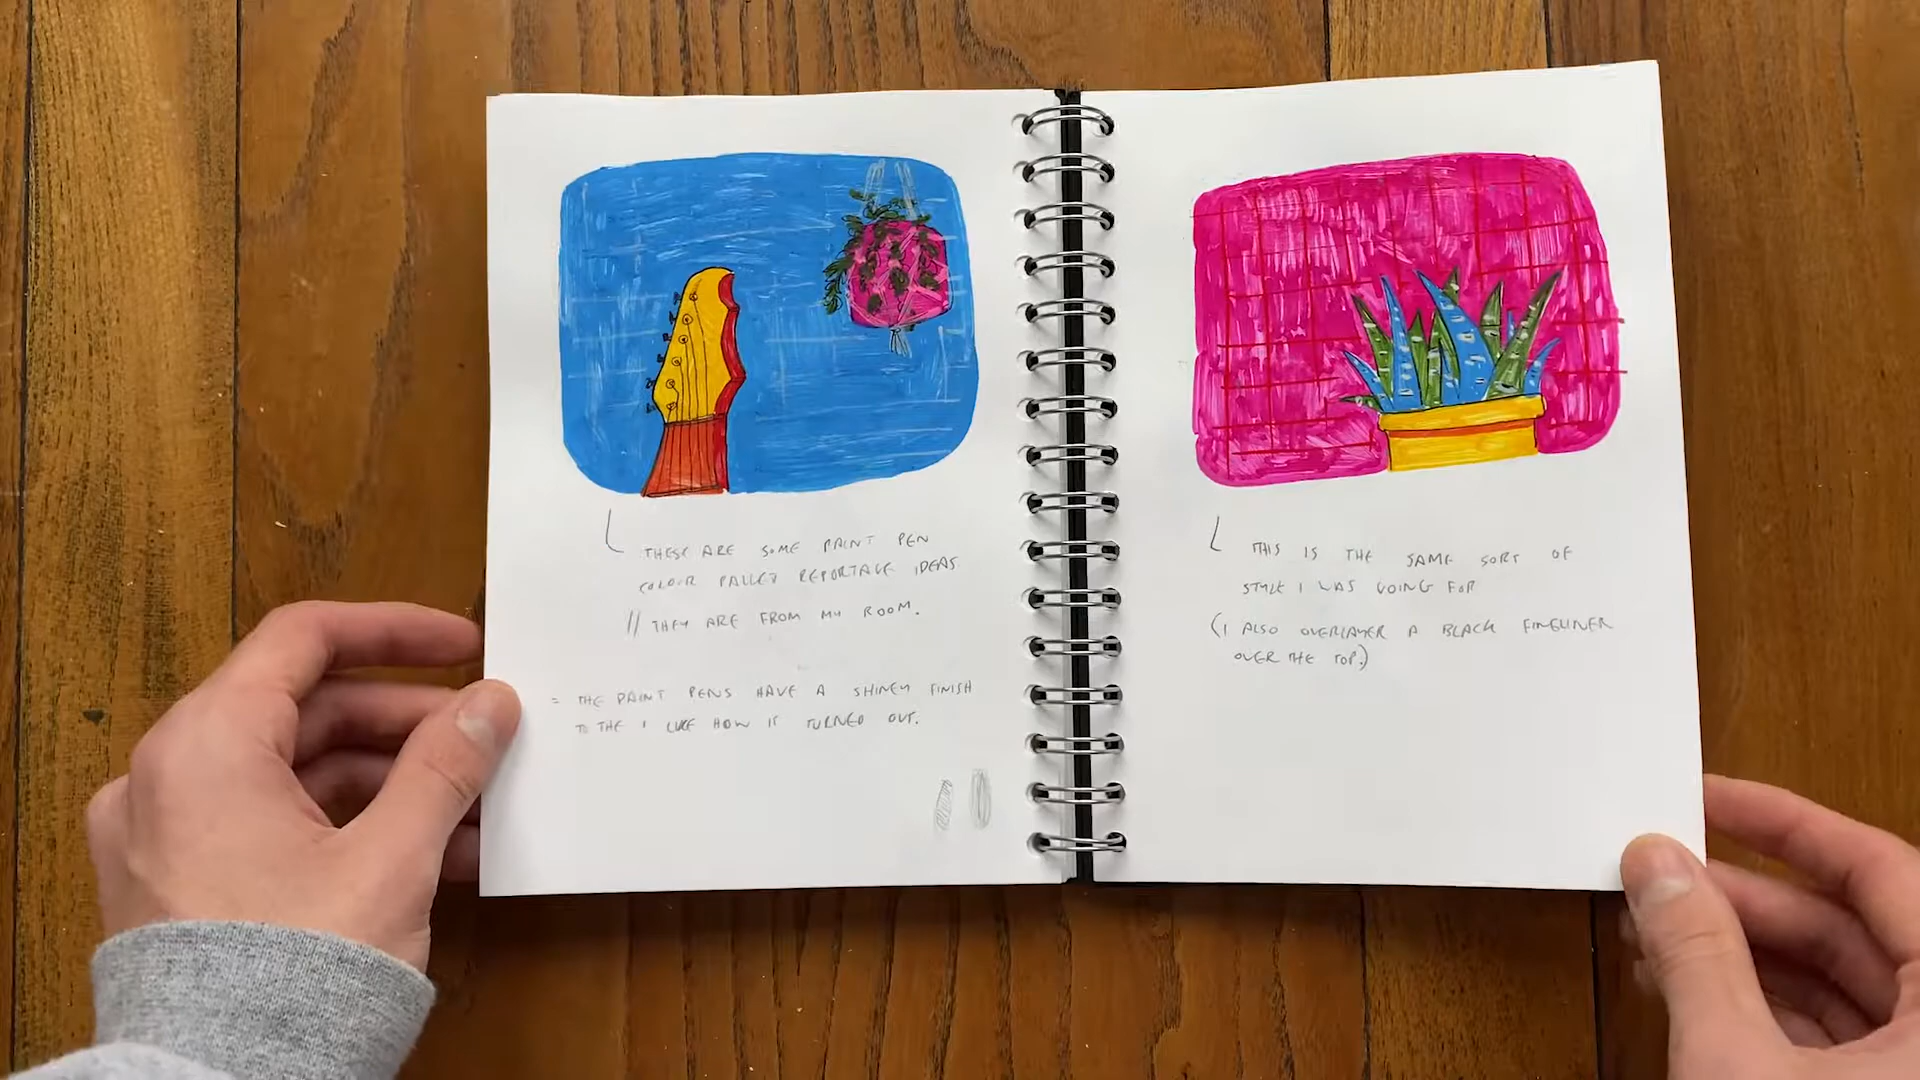 THESE ARE SOME PAINT PEN
COLOUR PALLET REPORTAGE IDEAS.
// THEY ARE FROM MY ROOM.
= THE PAINT PENS HAVE A SHINEY FINISH
TO THE I LIKE HOW IS TURNED OUT.
THIS IS THE SAME SORT OF
STYLE I WAS GOING FOR
(I ALSO OVERLAYER A BLACK FINELINER
OVER THE TOP.)